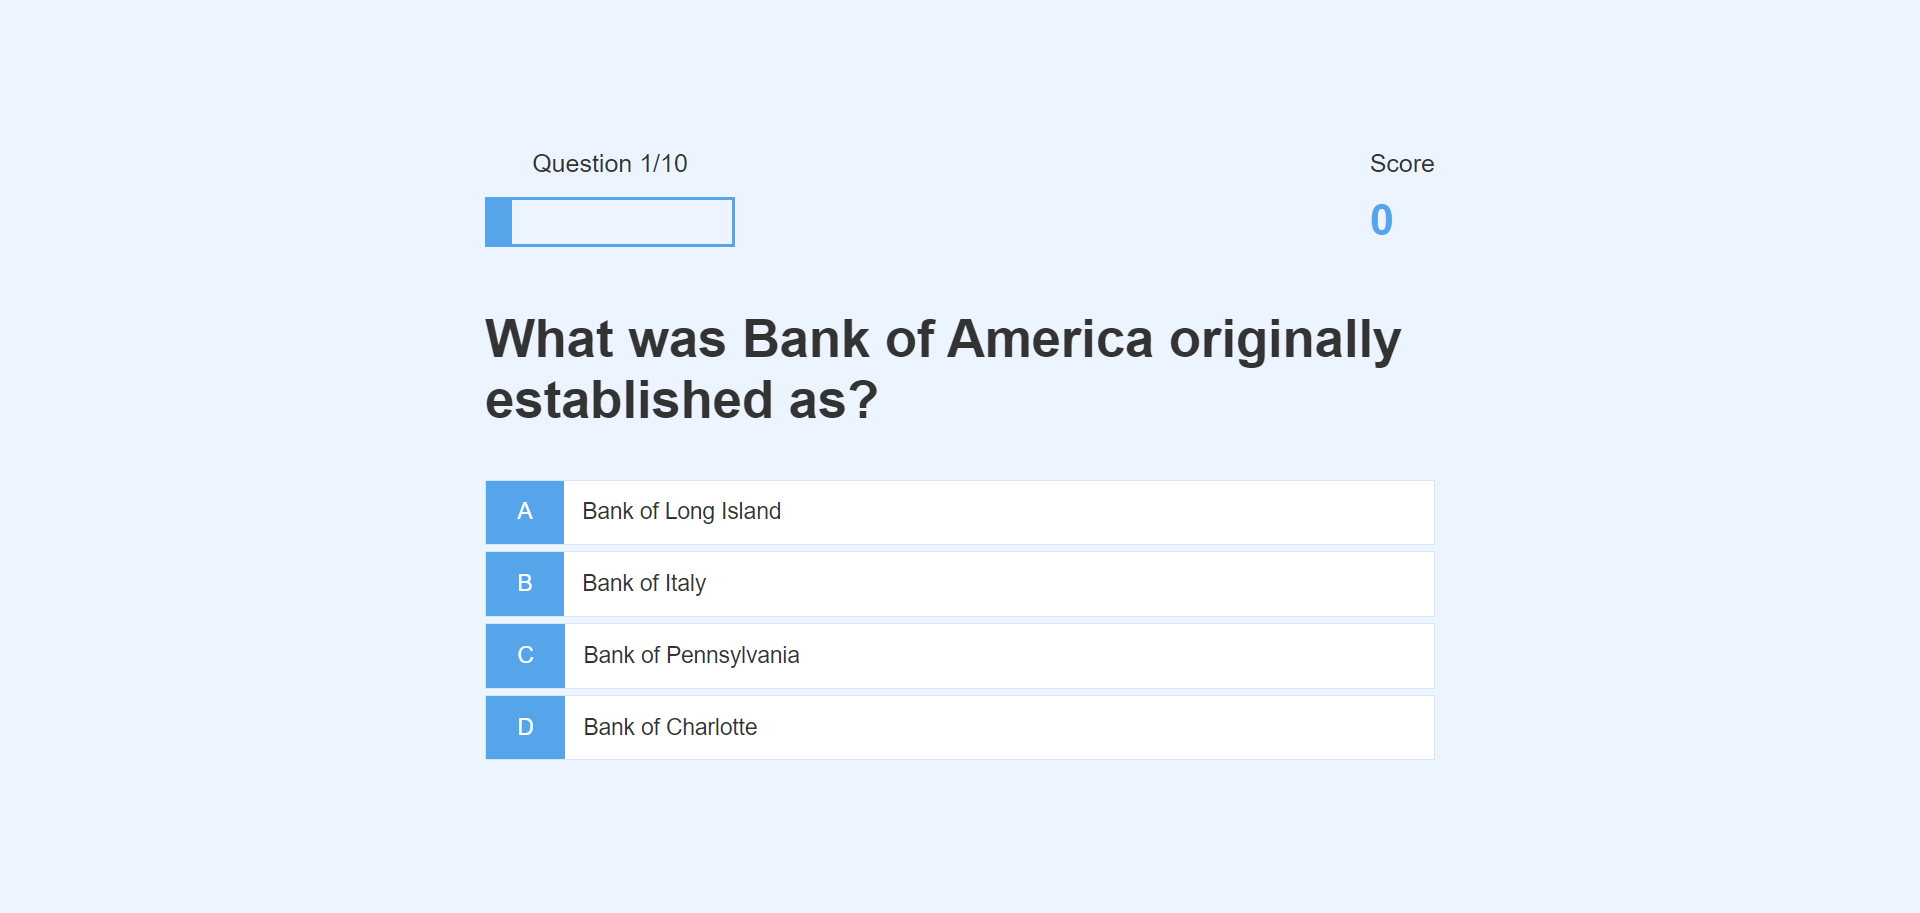 Question 1/10
Score
0
What was Bank of America originally
established as?
A Bank of Long Island
B Bank of Italy
C Bank of Pennsylvania
D Bank of Charlotte